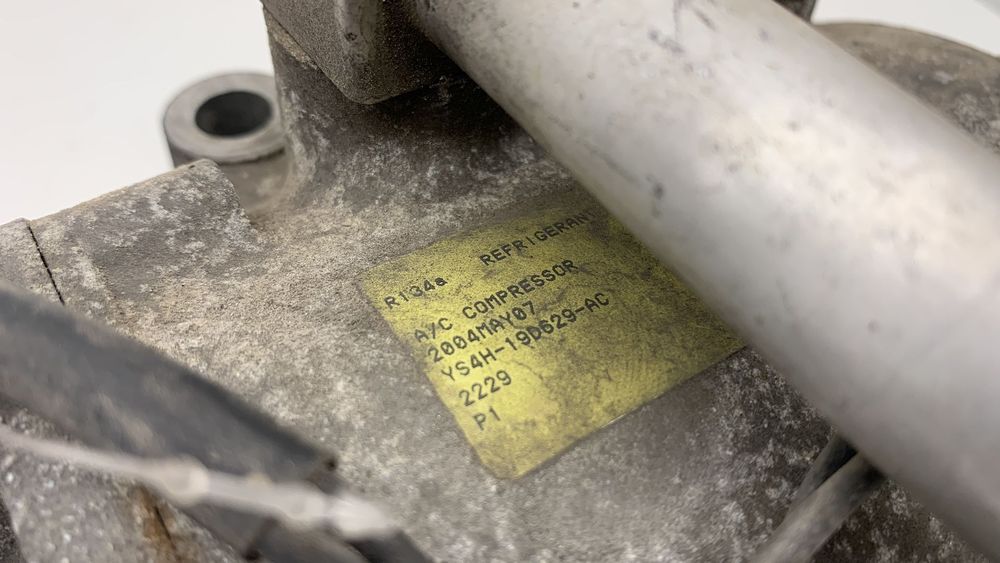 R134a REFRIGERANT
A/C COMPRESSOR
2004MAY07
YS4H-19D629-AC
2229
P1